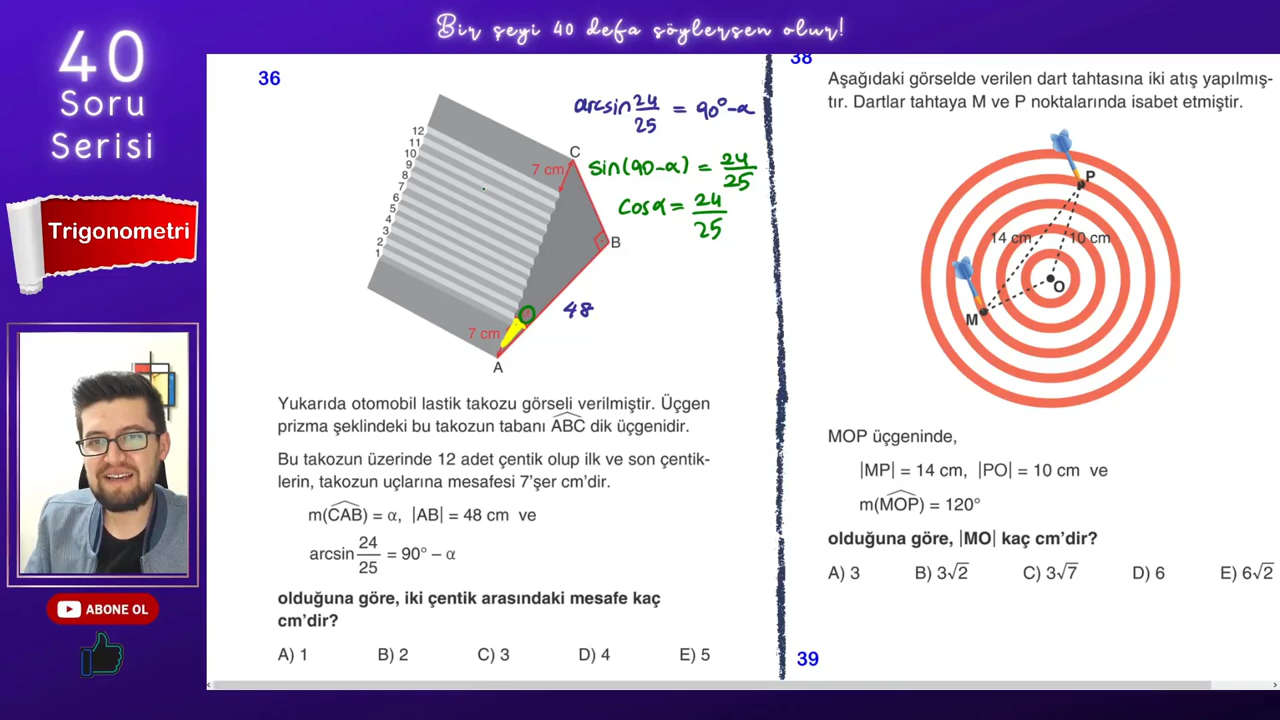 Bir şeyi 40 defa söylersen olur!
40
Soru
Serisi
Trigonometri
ABONE OL
36
12
11
10
9
8
7
6
5
4
3
2
1
C
7 cm
B
48
7 cm
A
arcsin 24/25 = 90° - α
sin(90-α) = 24/25
cosα = 24/25
Yukarıda otomobil lastik takozu görseli verilmiştir. Üçgen
prizma şeklindeki bu takozun tabanı ABC dik üçgenidir.
Bu takozun üzerinde 12 adet çentik olup ilk ve son çentik-
lerin, takozun uçlarına mesafesi 7'şer cm'dir.
m(CAB) = α, |AB| = 48 cm ve
arcsin 24/25 = 90° – α
olduğuna göre, iki çentik arasındaki mesafe kaç
cm'dir?
A) 1 B) 2 C) 3 D) 4 E) 5
38
Aşağıdaki görselde verilen dart tahtasına iki atış yapılmış-
tır. Dartlar tahtaya M ve P noktalarında isabet etmiştir.
P
14 cm
10 cm
O
M
MOP üçgeninde,
|MP| = 14 cm, |PO| = 10 cm ve
m(MOP) = 120°
olduğuna göre, |MO| kaç cm'dir?
A) 3 B) 3√2 C) 3√7 D) 6 E) 6√2
39